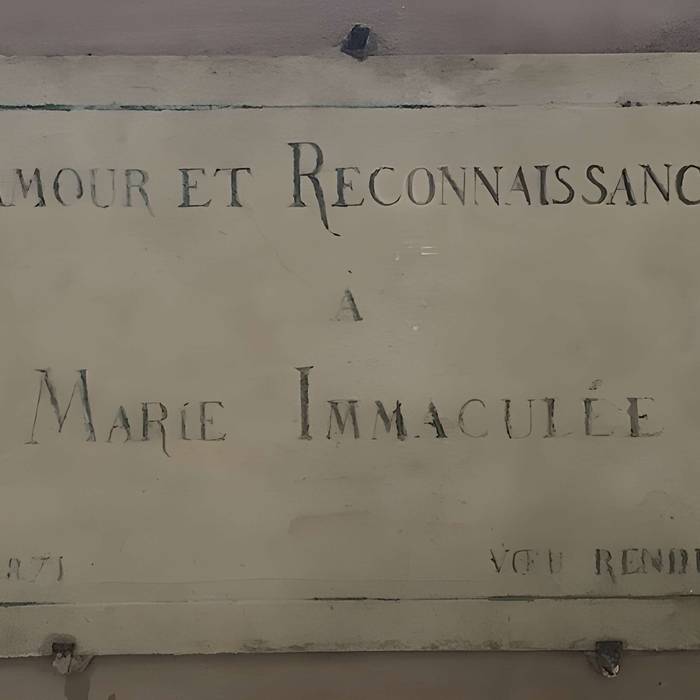 AMOUR ET RECONNAISSANC
À
MARIE IMMACULÉE
871 VŒU RENDU